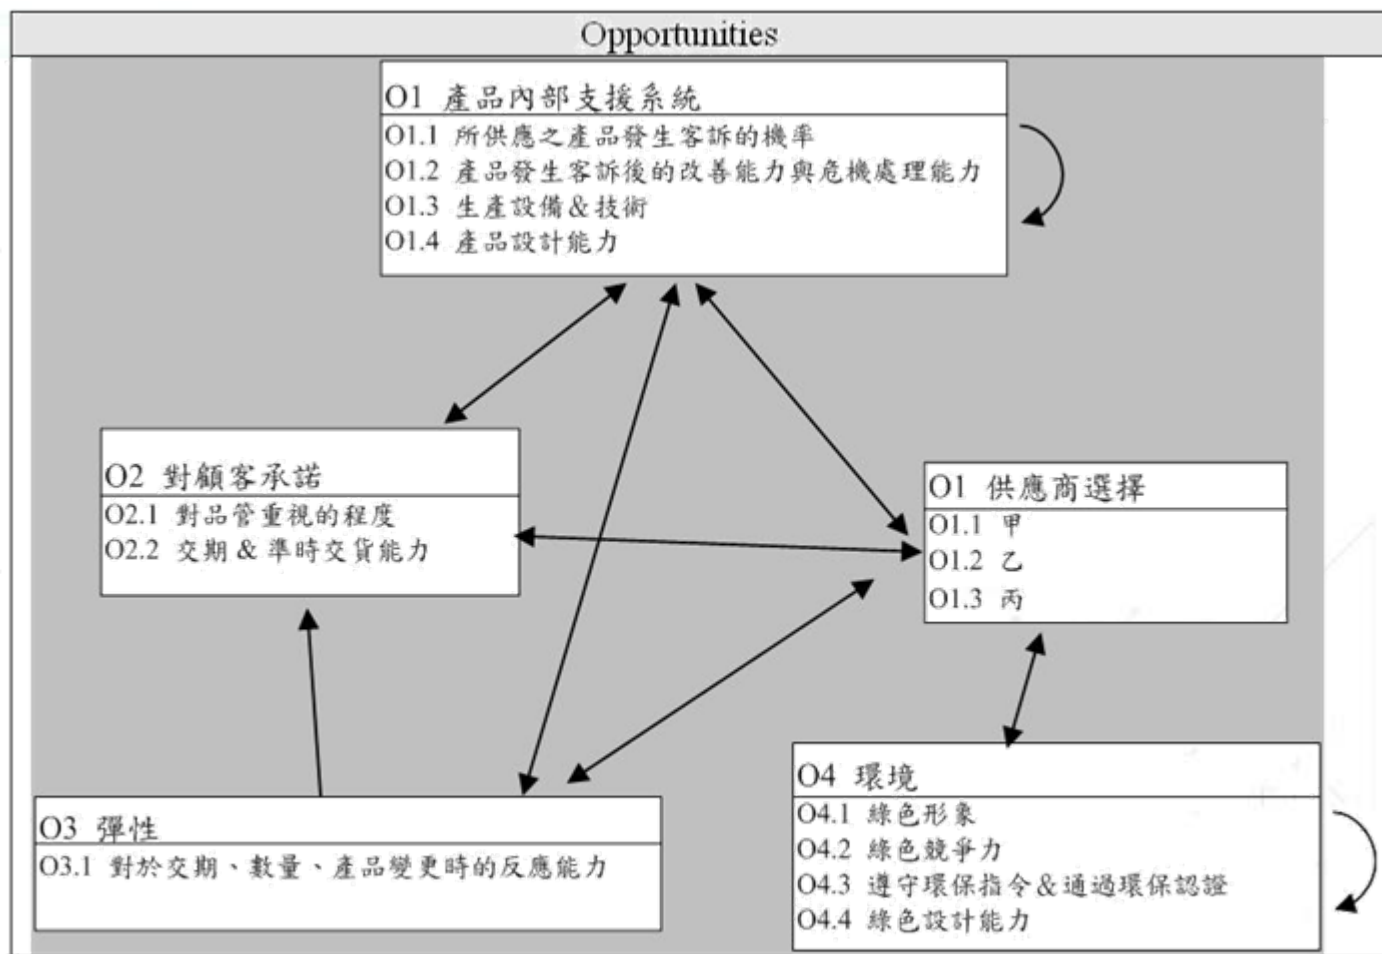 Opportunities
O1 產品內部支援系統
O1.1 所供應之產品發生客訴的機率
O1.2 產品發生客訴後的改善能力與危機處理能力
O1.3 生產設備&技術
O1.4 產品設計能力
O2 對顧客承諾
O2.1 對品管重視的程度
O2.2 交期 & 準時交貨能力
O1 供應商選擇
O1.1 甲
O1.2 乙
O1.3 丙
O3 彈性
O3.1 對於交期、數量、產品變更時的反應能力
O4 環境
O4.1 綠色形象
O4.2 綠色競爭力
O4.3 遵守環保指令&通過環保認證
O4.4 綠色設計能力